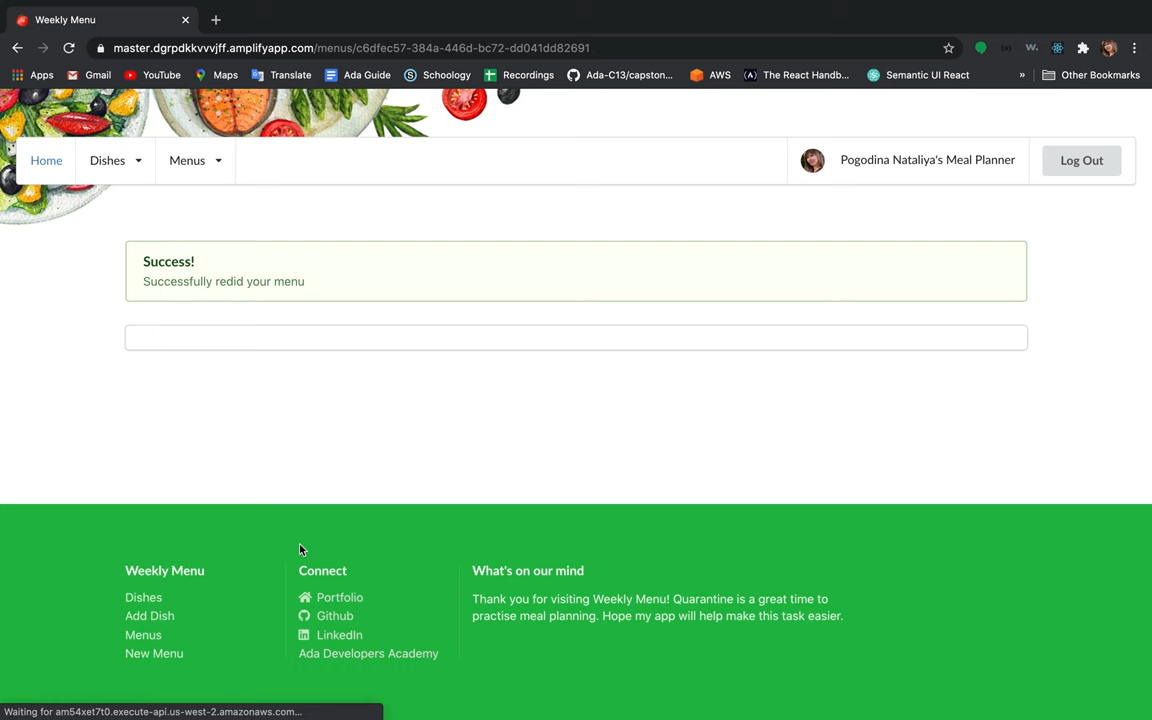 Weekly Menu
master.dgrpdkkvvvjff.amplifyapp.com/menus/c6dfec57-384a-446d-bc72-dd041dd82691
Apps Gmail YouTube Maps Translate Ada Guide Schoology Recordings Ada-C13/capston... AWS The React Handb... Semantic UI React » Other Bookmarks
Home Dishes Menus Pogodina Nataliya's Meal Planner Log Out
Success!
Successfully redid your menu
Weekly Menu
Dishes
Add Dish
Menus
New Menu
Connect
Portfolio
Github
LinkedIn
Ada Developers Academy
What's on our mind
Thank you for visiting Weekly Menu! Quarantine is a great time to
practise meal planning. Hope my app will help make this task easier.
Waiting for am54xet7t0.execute-api.us-west-2.amazonaws.com...